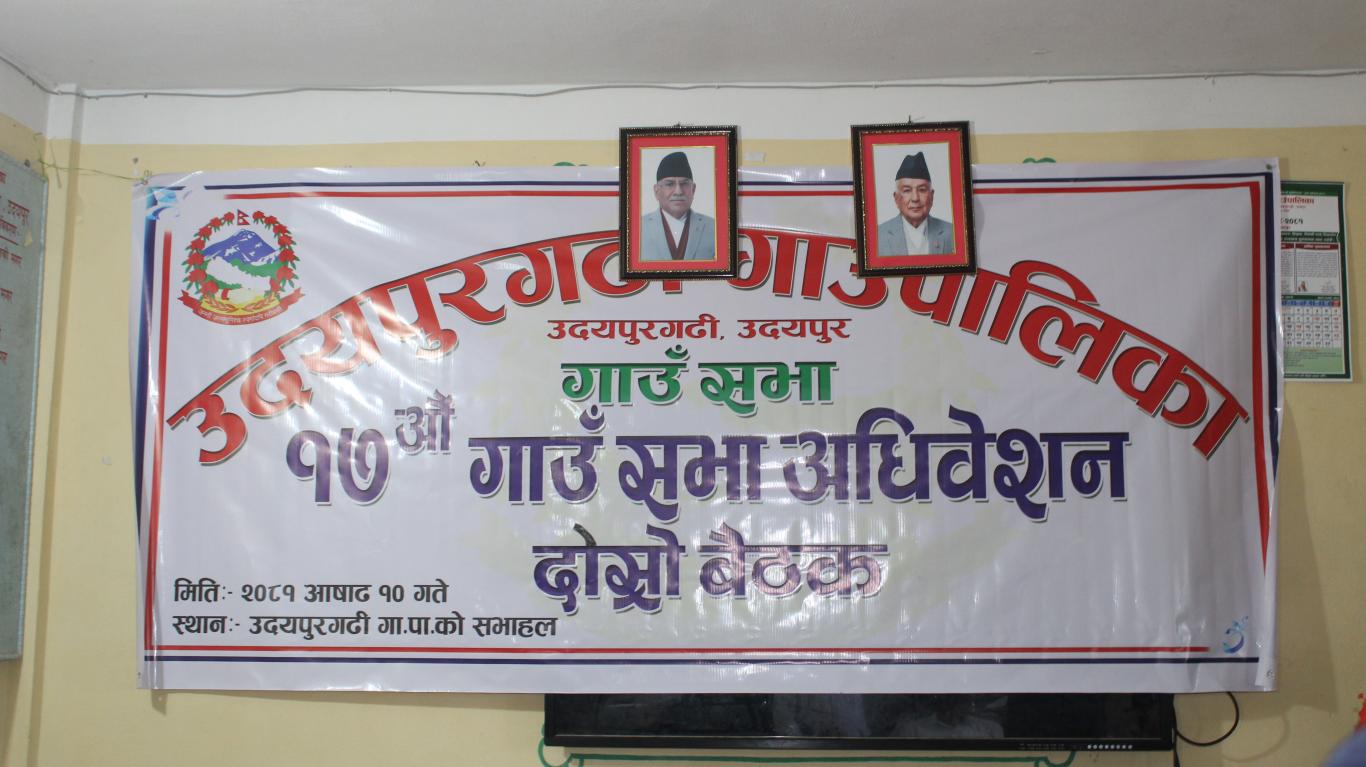 उदयपुरगढी गाउँपालिका
उदयपुरगढी, उदयपुर
गाउँ सभा
१७ औं गाउँ सभा अधिवेशन
दोस्रो बैठक
मिति:- २०८१ आषाढ १० गते
स्थान:- उदयपुरगढी गा.पा.को सभाहल
उदयपुर